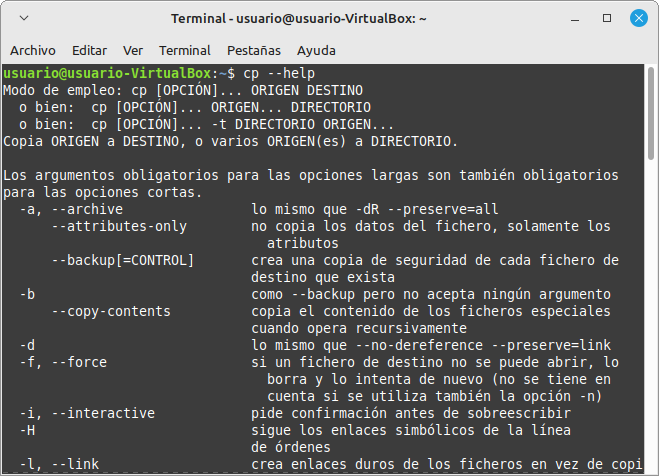 Terminal - usuario@usuario-VirtualBox: ~
Archivo Editar Ver Terminal Pestañas Ayuda
usuario@usuario-VirtualBox:~$ cp --help
Modo de empleo: cp [OPCIÓN]... ORIGEN DESTINO
  o bien:  cp [OPCIÓN]... ORIGEN... DIRECTORIO
  o bien:  cp [OPCIÓN]... -t DIRECTORIO ORIGEN...
Copia ORIGEN a DESTINO, o varios ORIGEN(es) a DIRECTORIO.

Los argumentos obligatorios para las opciones largas son también obligatorios
para las opciones cortas.
  -a, --archive                lo mismo que -dR --preserve=all
      --attributes-only        no copia los datos del fichero, solamente los
                                 atributos
      --backup[=CONTROL]       crea una copia de seguridad de cada fichero de
                               destino que exista
  -b                           como --backup pero no acepta ningún argumento
      --copy-contents          copia el contenido de los ficheros especiales
                               cuando opera recursivamente
  -d                           lo mismo que --no-dereference --preserve=link
  -f, --force                  si un fichero de destino no se puede abrir, lo
                                 borra y lo intenta de nuevo (no se tiene en
                                 cuenta si se utiliza también la opción -n)
  -i, --interactive            pide confirmación antes de sobreescribir
  -H                           sigue los enlaces simbólicos de la línea
                               de órdenes
  -l, --link                   crea enlaces duros de los ficheros en vez de copi